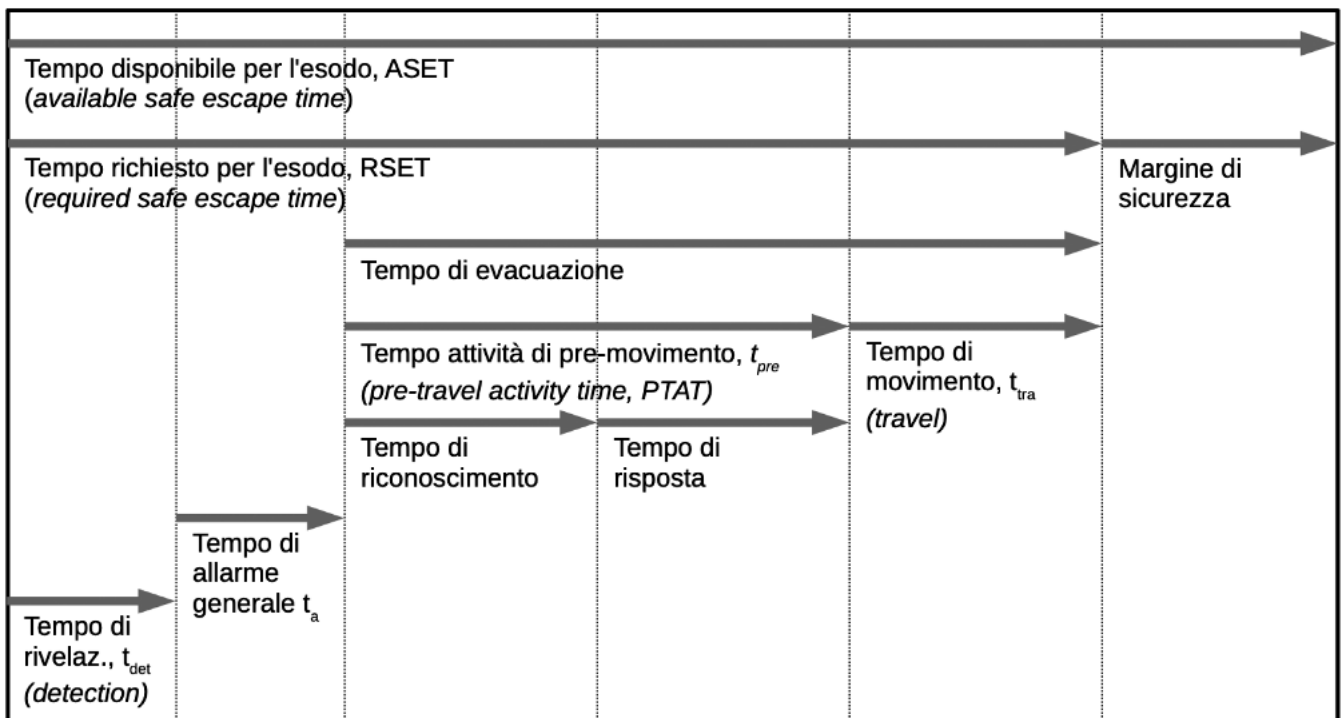 Tempo disponibile per l'esodo, ASET
(available safe escape time)
Tempo richiesto per l'esodo, RSET
(required safe escape time)
Margine di
sicurezza
Tempo di evacuazione
Tempo attività di pre-movimento, tpre
(pre-travel activity time, PTAT)
Tempo di
movimento, ttra
(travel)
Tempo di
riconoscimento
Tempo di
risposta
Tempo di
allarme
generale ta
Tempo di
rivelaz., tdet
(detection)